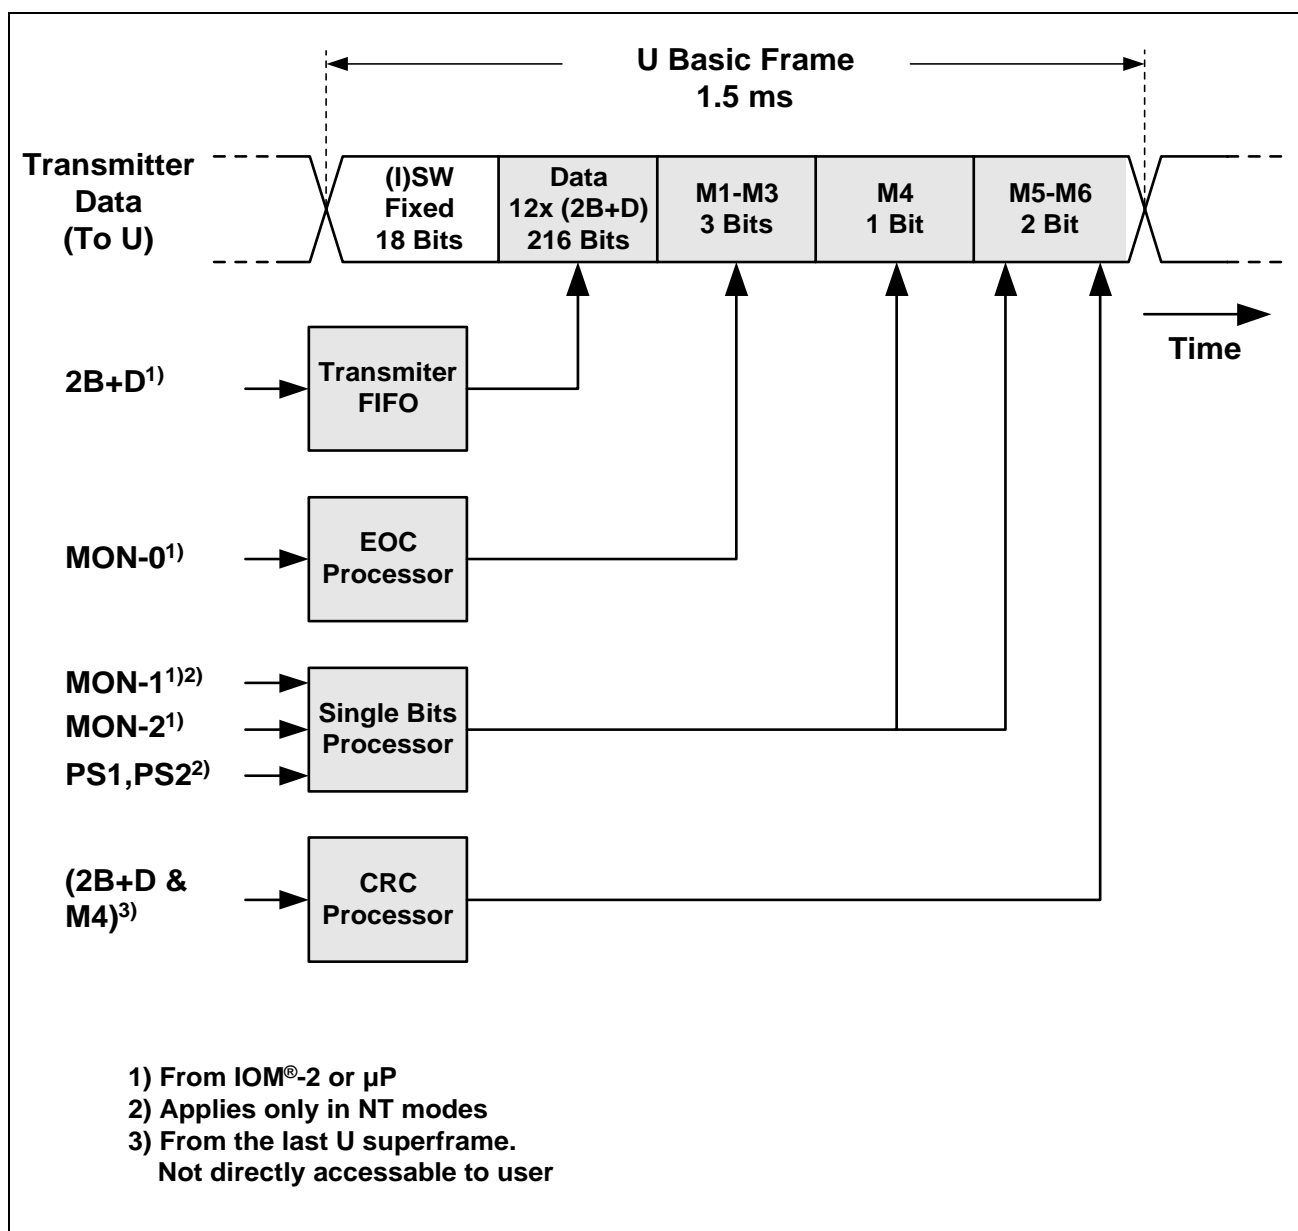 U Basic Frame
1.5 ms
Transmitter
Data
(To U)
(I)SW
Fixed
18 Bits
Data
12x (2B+D)
216 Bits
M1-M3
3 Bits
M4
1 Bit
M5-M6
2 Bit
Time
2B+D1)
Transmiter
FIFO
MON-01)
EOC
Processor
MON-11)2)
MON-21)
PS1,PS22)
Single Bits
Processor
(2B+D &
M4)3)
CRC
Processor
1) From IOM®-2 or µP
2) Applies only in NT modes
3) From the last U superframe.
Not directly accessable to user